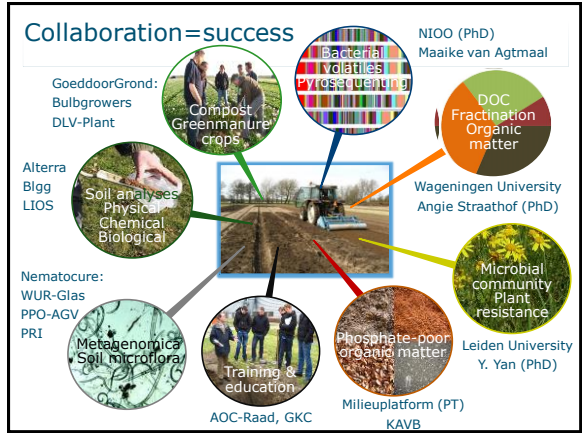 Collaboration=success
NIOO (PhD)
Maaike van Agtmaal
GoeddoorGrond:
Bulbgrowers
DLV-Plant
Compost
Greenmanure
crops
Bacterial
volatiles
Pyrosequenting
DOC
Fractination
Organic
matter
Alterra
Blgg
LIOS
Soil analyses
Physical
Chemical
Biological
Wageningen University
Angie Straathof (PhD)
Nematocure:
WUR-Glas
PPO-AGV
PRI
Metagenomica
Soil microflora
Training &
education
AOC-Raad, GKC
Phosphate-poor
organic matter
Milieuplatform (PT)
KAVB
Microbial
community
Plant
resistance
Leiden University
Y. Yan (PhD)